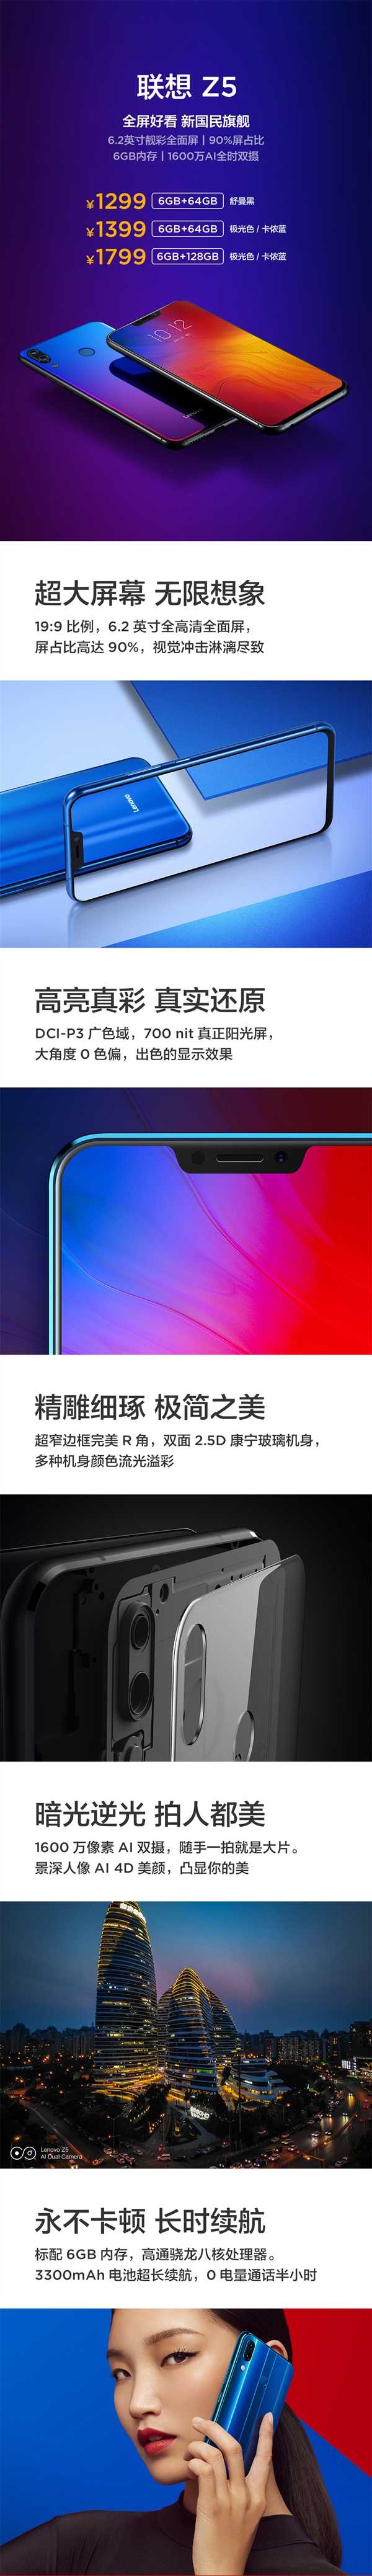 联想 Z5
全屏好看 新国民旗舰
6.2英寸靓彩全面屏丨90%屏占比
6GB内存丨1600万AI全时双摄
¥1299 6GB+64GB 舒曼黑
¥1399 6GB+64GB 极光色 / 卡侬蓝
¥1799 6GB+128GB 极光色 / 卡侬蓝
10 12
Lenovo
超大屏幕 无限想象
19:9 比例，6.2 英寸全高清全面屏，
屏占比高达 90%，视觉冲击淋漓尽致
Lenovo
高亮真彩 真实还原
DCI-P3 广色域，700 nit 真正阳光屏，
大角度 0 色偏，出色的显示效果
精雕细琢 极简之美
超窄边框完美 R 角，双面 2.5D 康宁玻璃机身，
多种机身颜色流光溢彩
暗光逆光 拍人都美
1600 万像素 AI 双摄，随手一拍就是大片。
景深人像 AI 4D 美颜，凸显你的美
Lenovo Z5
AI Dual Camera
永不卡顿 长时续航
标配 6GB 内存，高通骁龙八核处理器。
3300mAh 电池超长续航，0 电量通话半小时